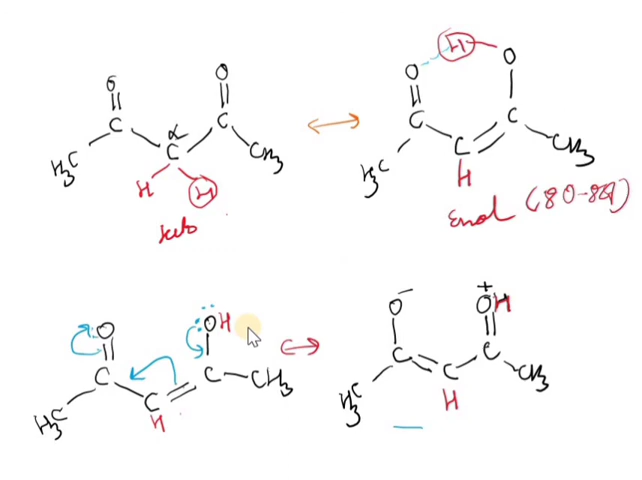 O O
C α C
H₃C C CH₃
H H
keto
O H O
C C
H₃C C CH₃
H
Enol (80-84%)
O OH
C C-CH₃
H₃C C
H
O⁻ ⁺OH
C C
H₃C C CH₃
H